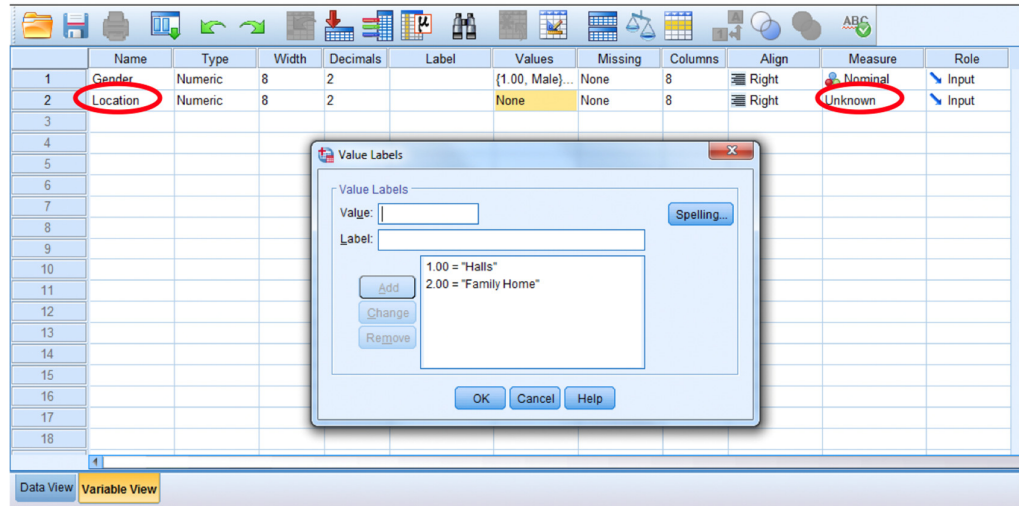 A
1
ABC
μ
Name Type Width Decimals Label Values Missing Columns Align Measure Role
1 Gender Numeric 8 2 {1.00, Male}... None 8 Right Nominal Input
2 Location Numeric 8 2 None None 8 Right Unknown Input
3
4
Value Labels
5
Value Labels
6
7
Value:
Spelling...
8
Label:
9
10
1.00 = "Halls"
11
Add
2.00 = "Family Home"
12
Change
13
Remove
14
15
16
OK Cancel Help
17
18
Data View Variable View